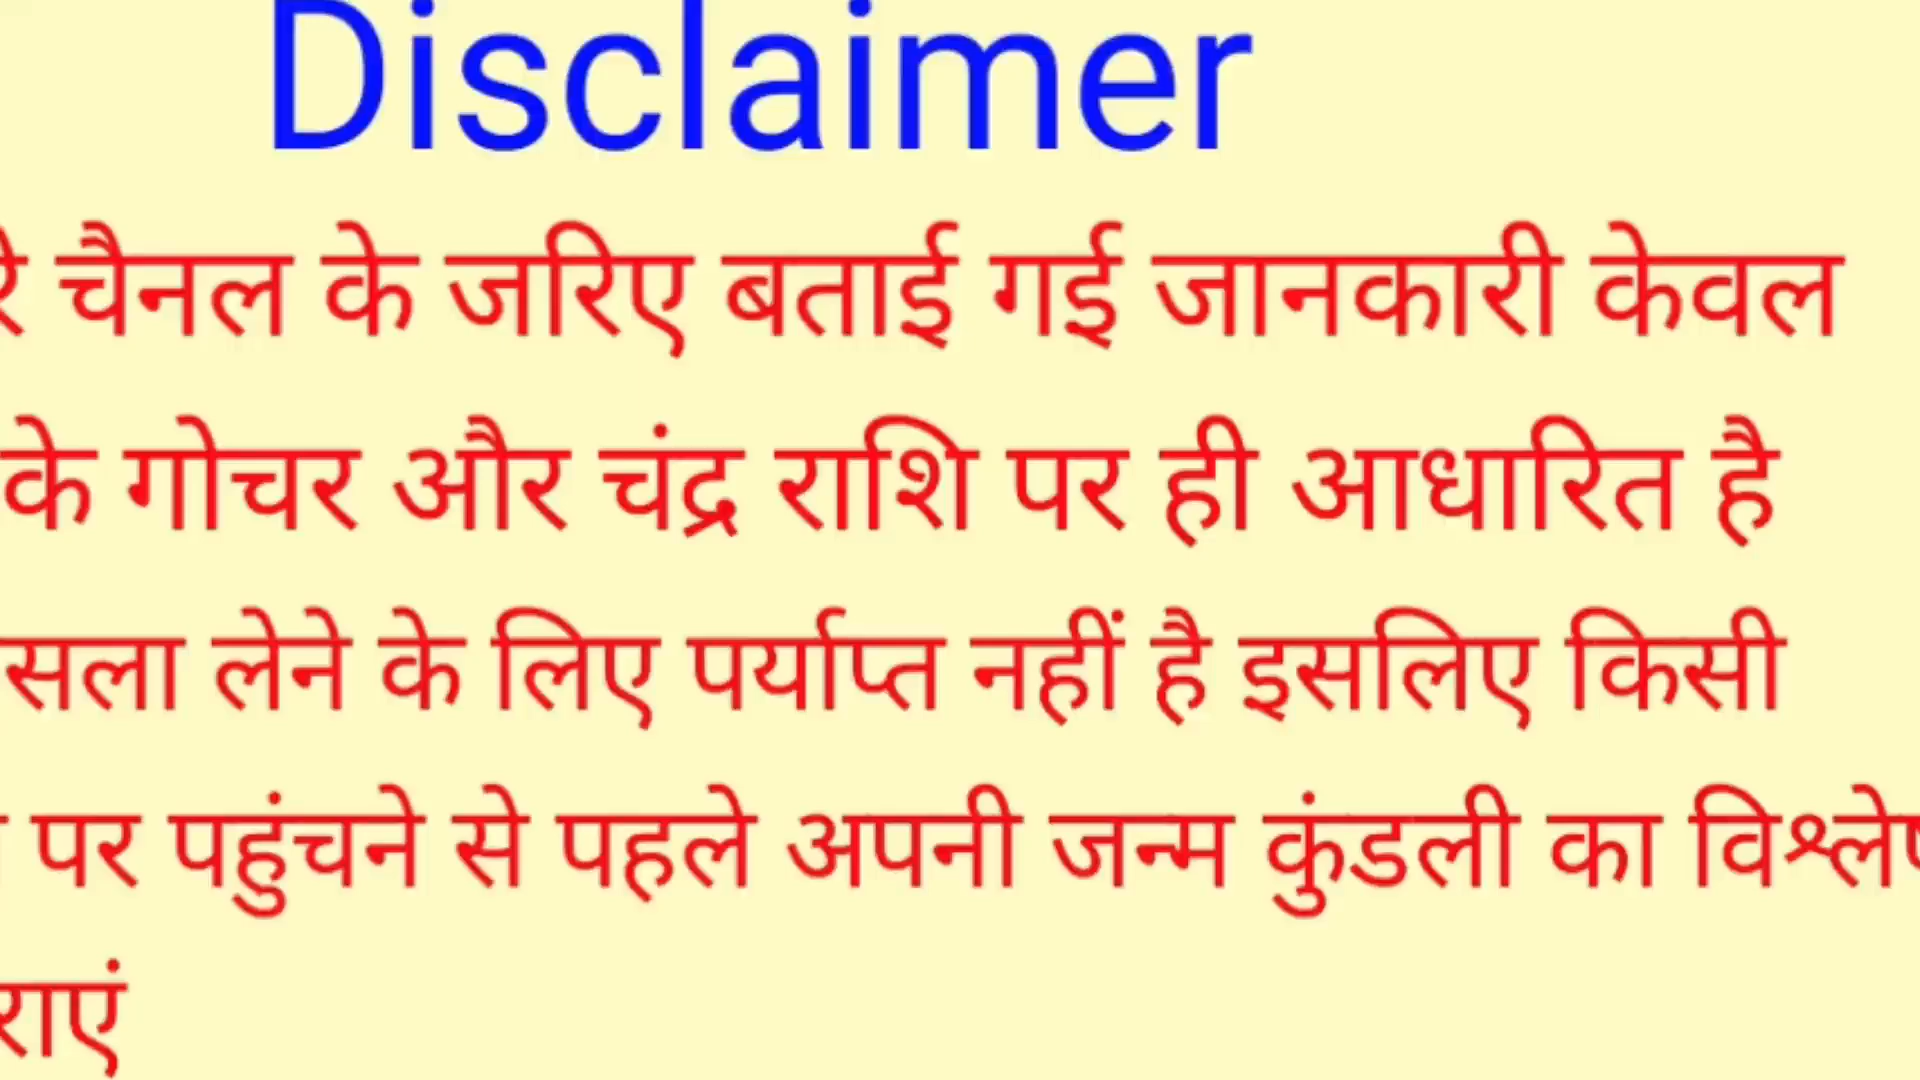 Disclaimer
चैनल के जरिए बताई गई जानकारी केवल
के गोचर और चंद्र राशि पर ही आधारित है
लेने के लिए पर्याप्त नहीं है इसलिए किसी
पर पहुंचने से पहले अपनी जन्म कुंडली का